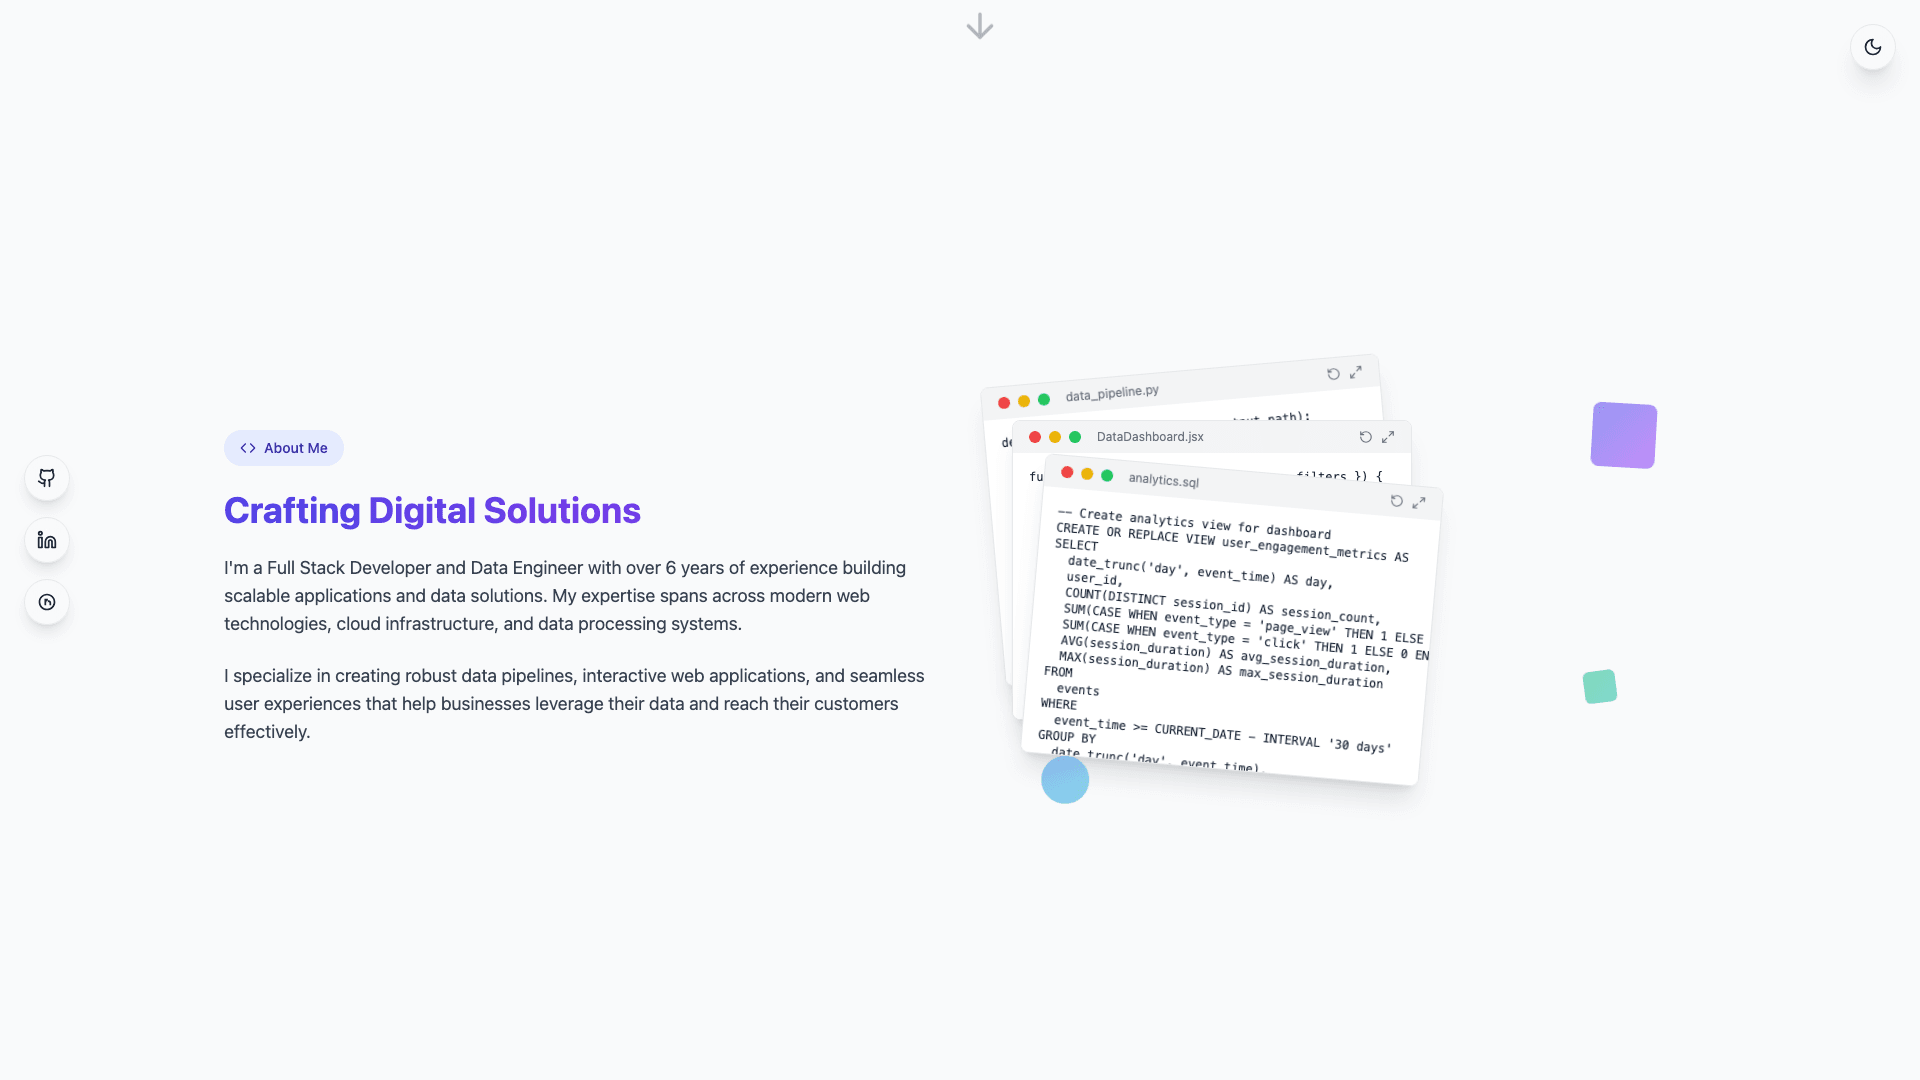 About Me
Crafting Digital Solutions
I'm a Full Stack Developer and Data Engineer with over 6 years of experience building
scalable applications and data solutions. My expertise spans across modern web
technologies, cloud infrastructure, and data processing systems.
I specialize in creating robust data pipelines, interactive web applications, and seamless
user experiences that help businesses leverage their data and reach their customers
effectively.
data_pipeline.py
path):
DataDashboard.jsx
fu
filters }) {
analytics.sql
-- Create analytics view for dashboard
CREATE OR REPLACE VIEW user_engagement_metrics AS
SELECT
date_trunc('day', event_time) AS day,
user_id,
COUNT(DISTINCT session_id) AS session_count,
SUM(CASE WHEN event_type = 'page_view' THEN 1 ELSE
SUM(CASE WHEN event_type = 'click' THEN 1 ELSE 0 EN
AVG(session_duration) AS avg_session_duration,
MAX(session_duration) AS max_session_duration
FROM
events
WHERE
event_time >= CURRENT_DATE - INTERVAL '30 days'
GROUP BY
date_trunc('day', event_time),